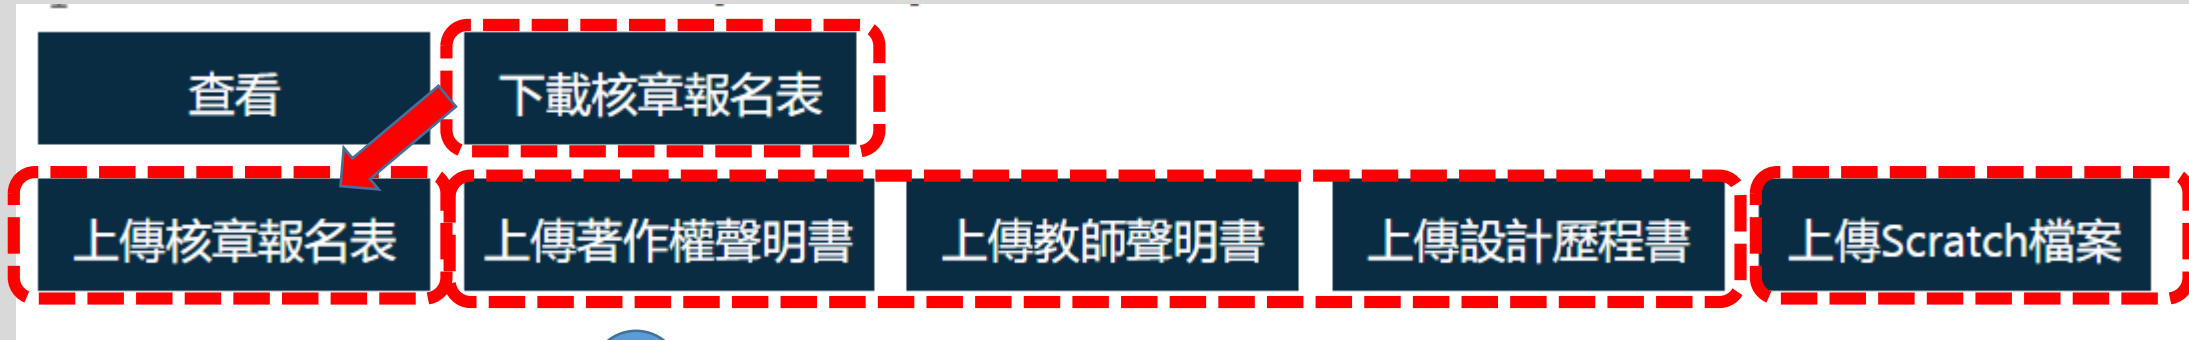 查看 下載核章報名表
上傳核章報名表 上傳著作權聲明書 上傳教師聲明書 上傳設計歷程書 上傳Scratch檔案